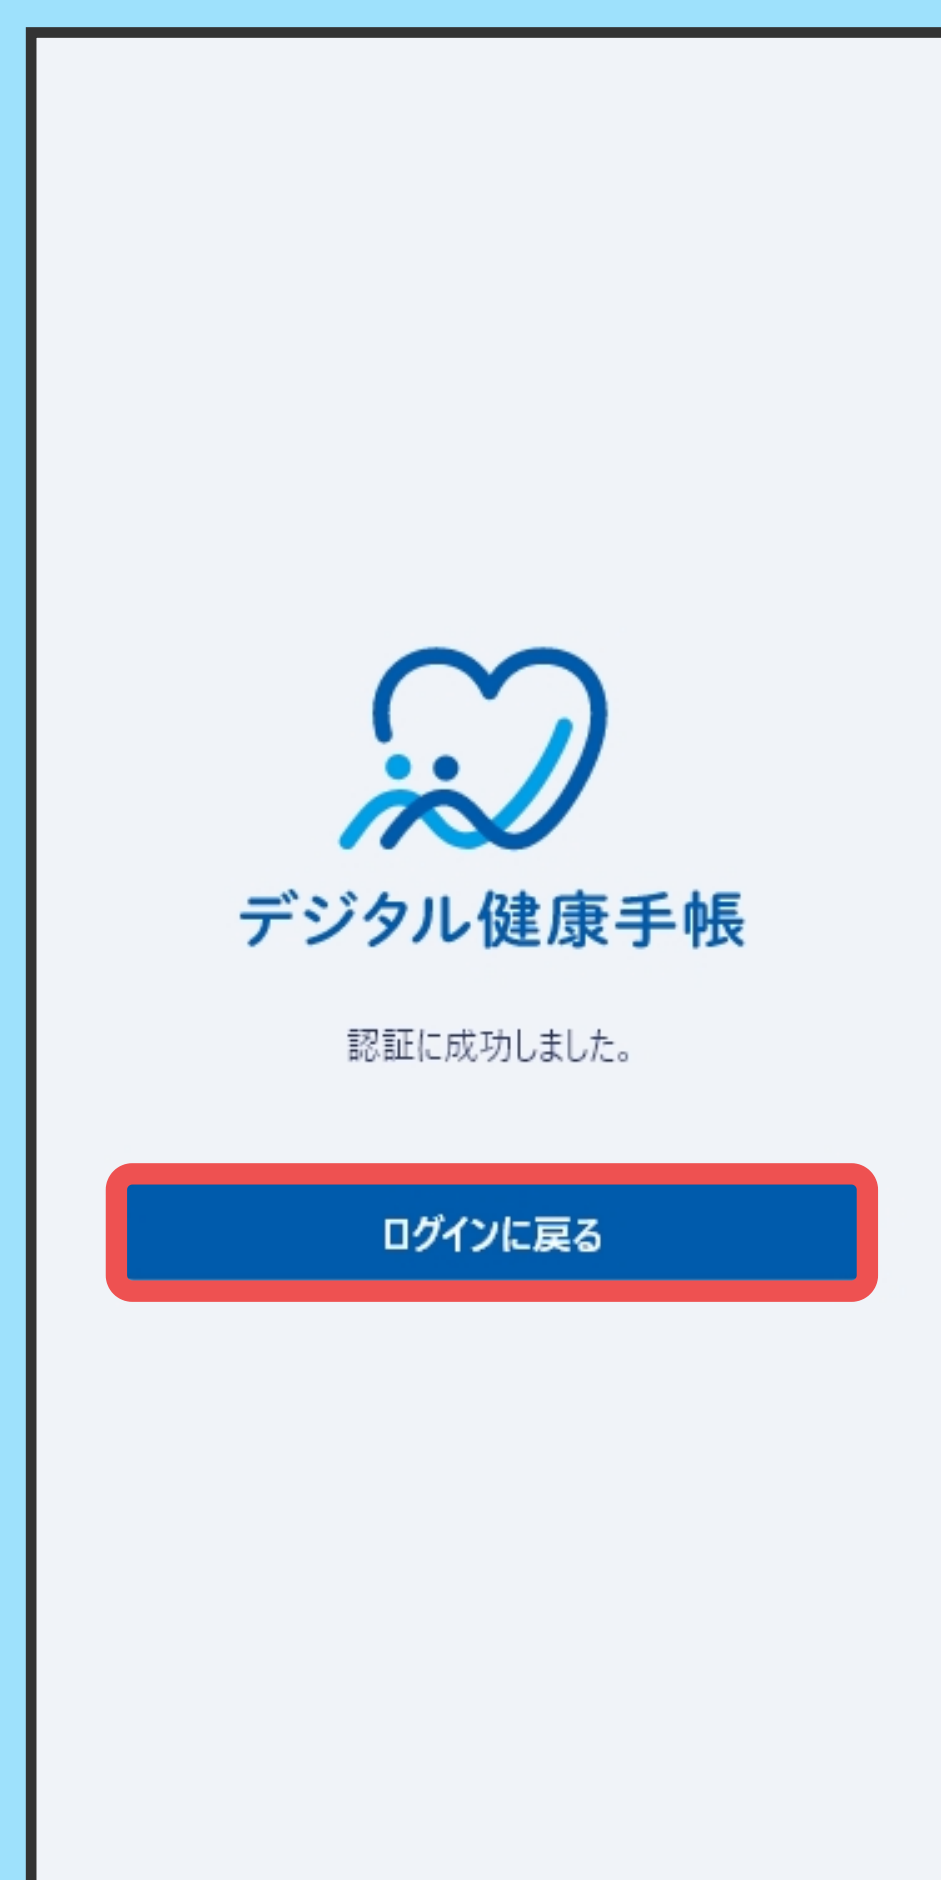 デジタル健康手帳
認証に成功しました。
ログインに戻る